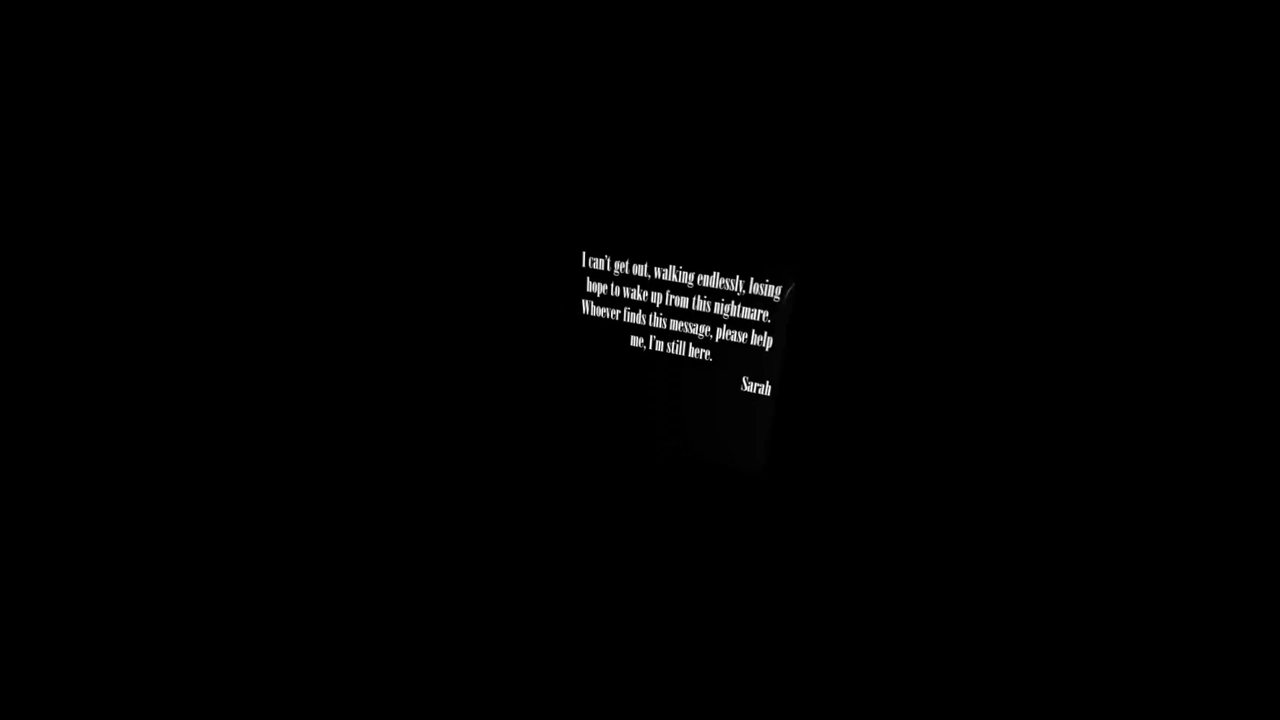 I can't get out, walking endlessly, losing
hope to wake up from this nightmare.
Whoever finds this message, please help
me, I'm still here.
Sarah